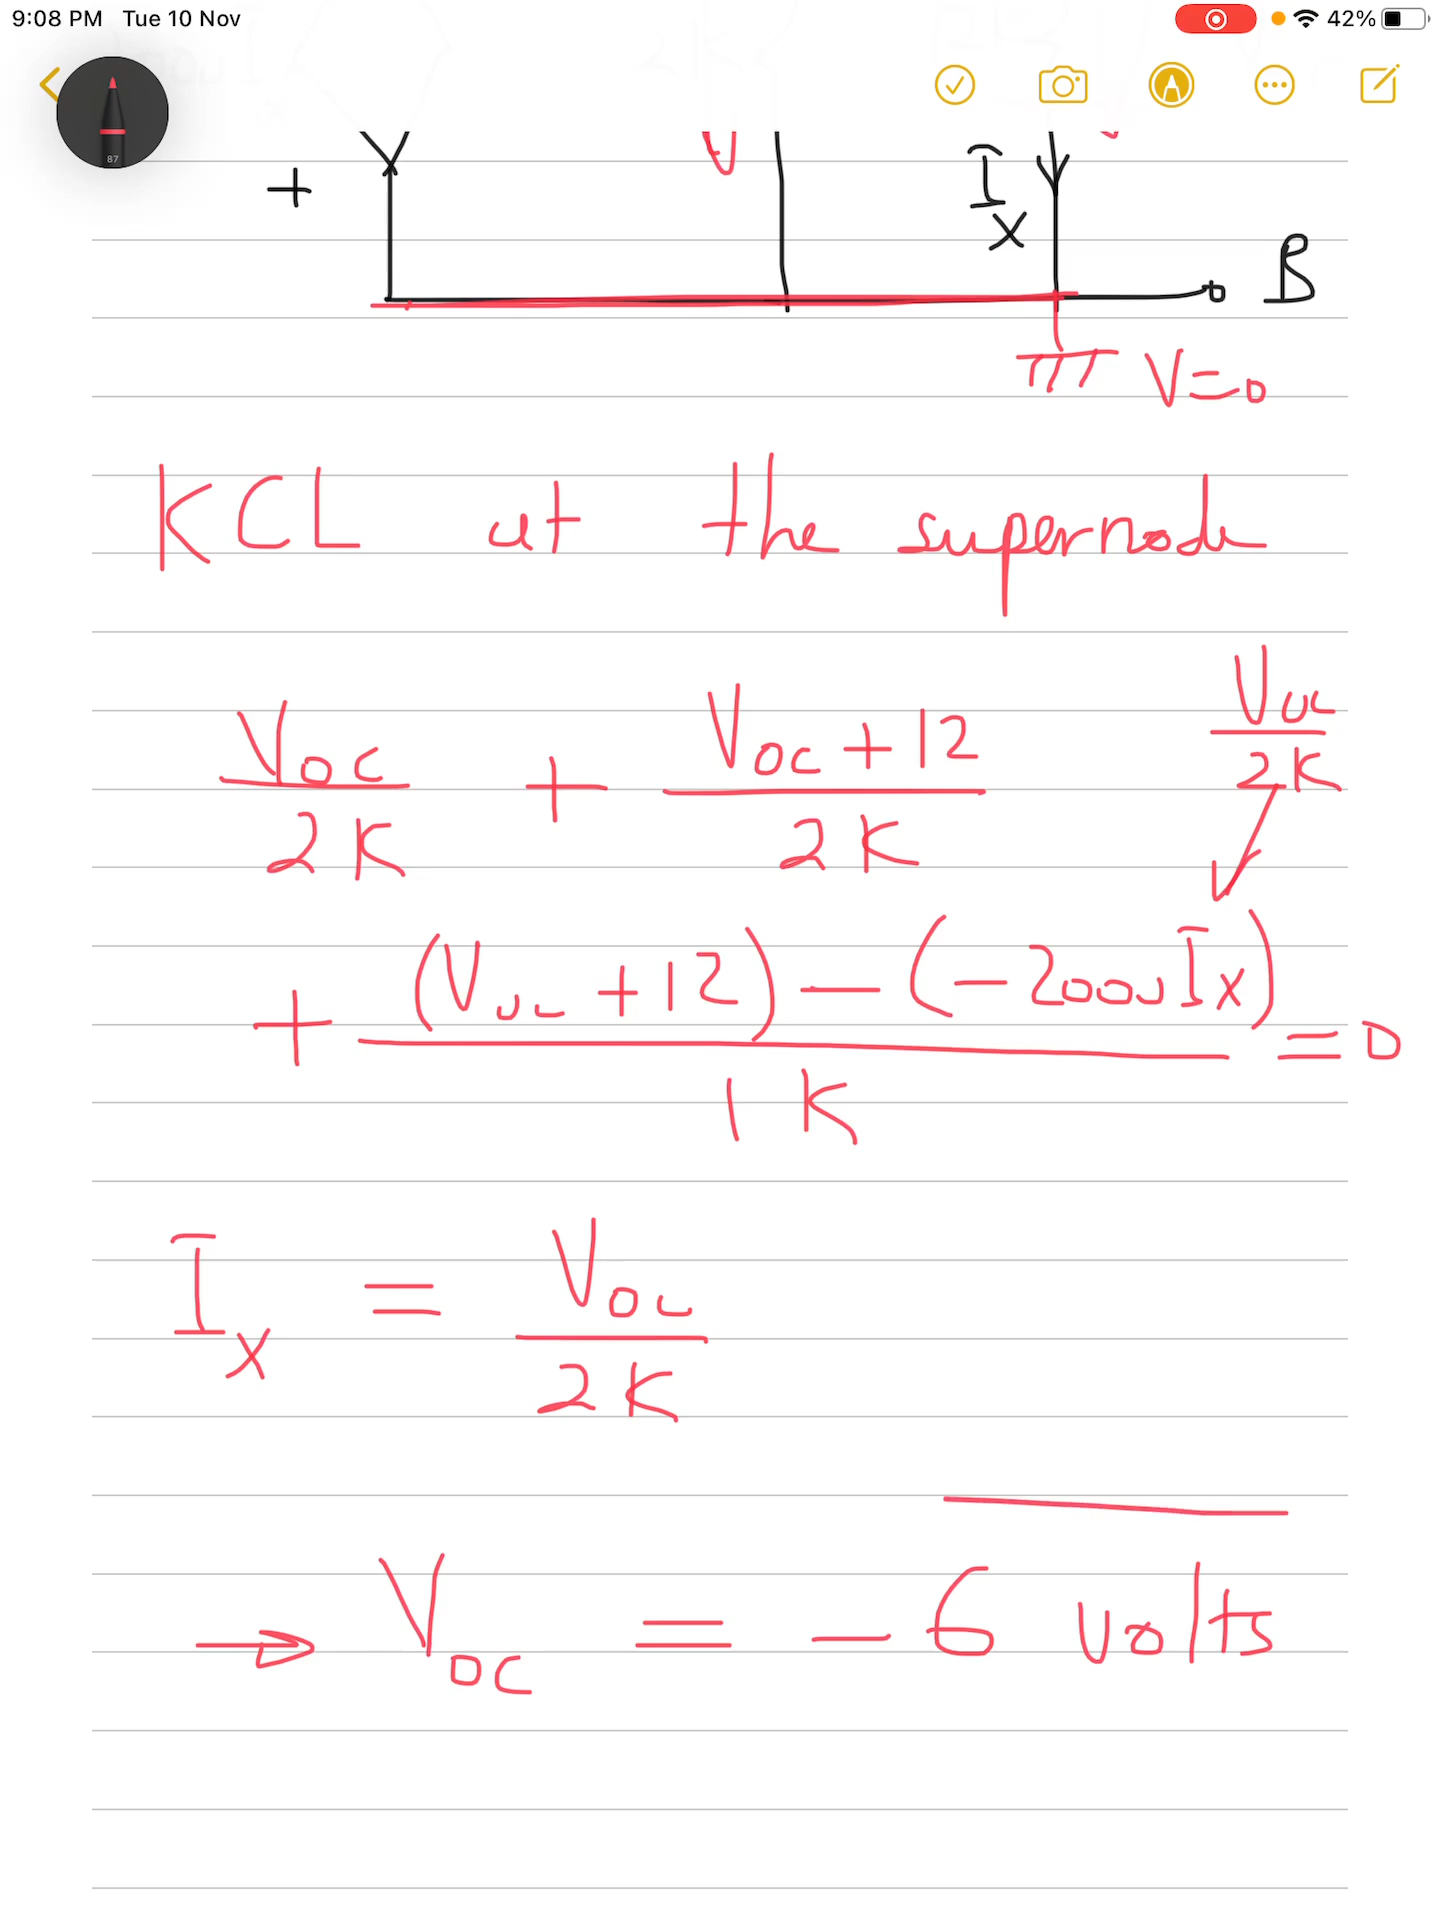 9:08 PM Tue 10 Nov 42%
87
+ I
x B
V=0
KCL at the supernode
Voc/2K + (Voc+12)/2K Voc/2K
+ ((Voc+12)-(-2000Ix))/1K =0
Ix = Voc/2K
→ Voc = -6 volts